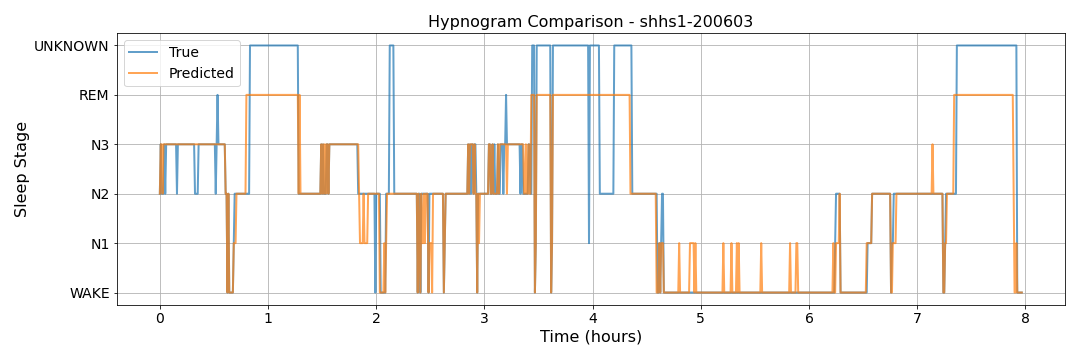 Hypnogram Comparison - shhs1-200603
Sleep Stage
UNKNOWN
REM
N3
N2
N1
WAKE
True
Predicted
0 1 2 3 4 5 6 7 8
Time (hours)